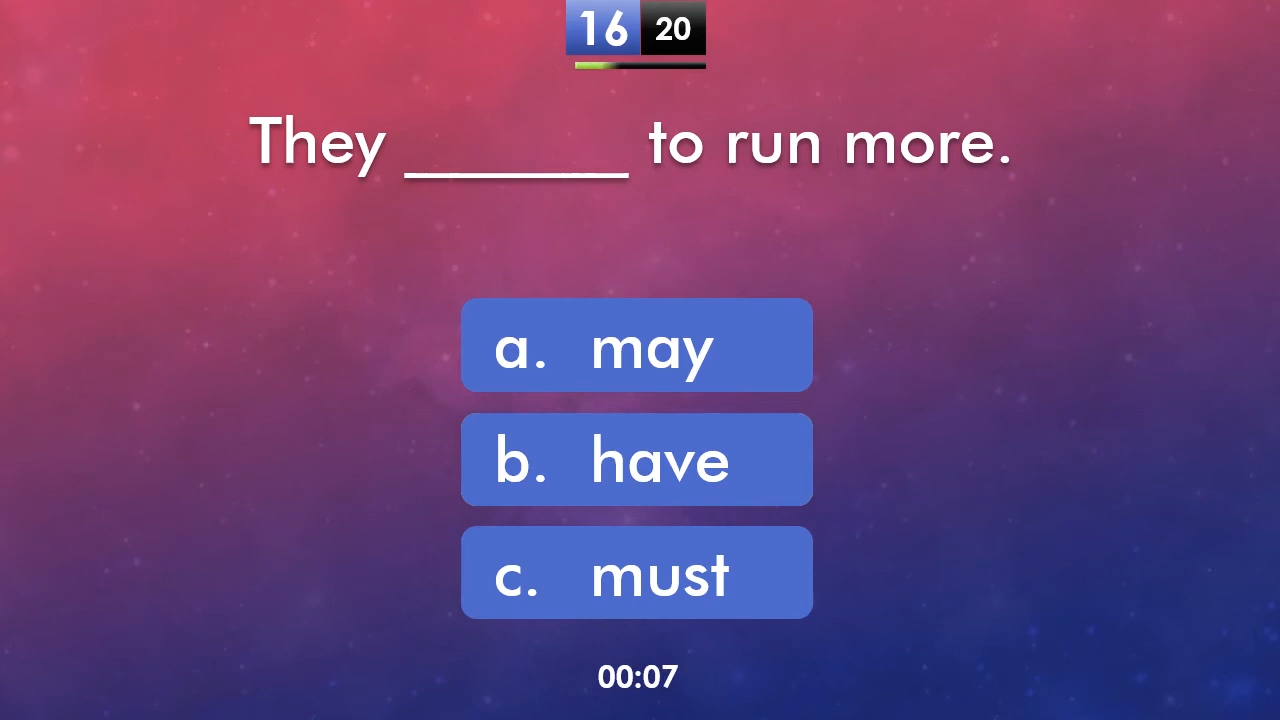 16 20
They _______ to run more.
a. may
b. have
c. must
00:07